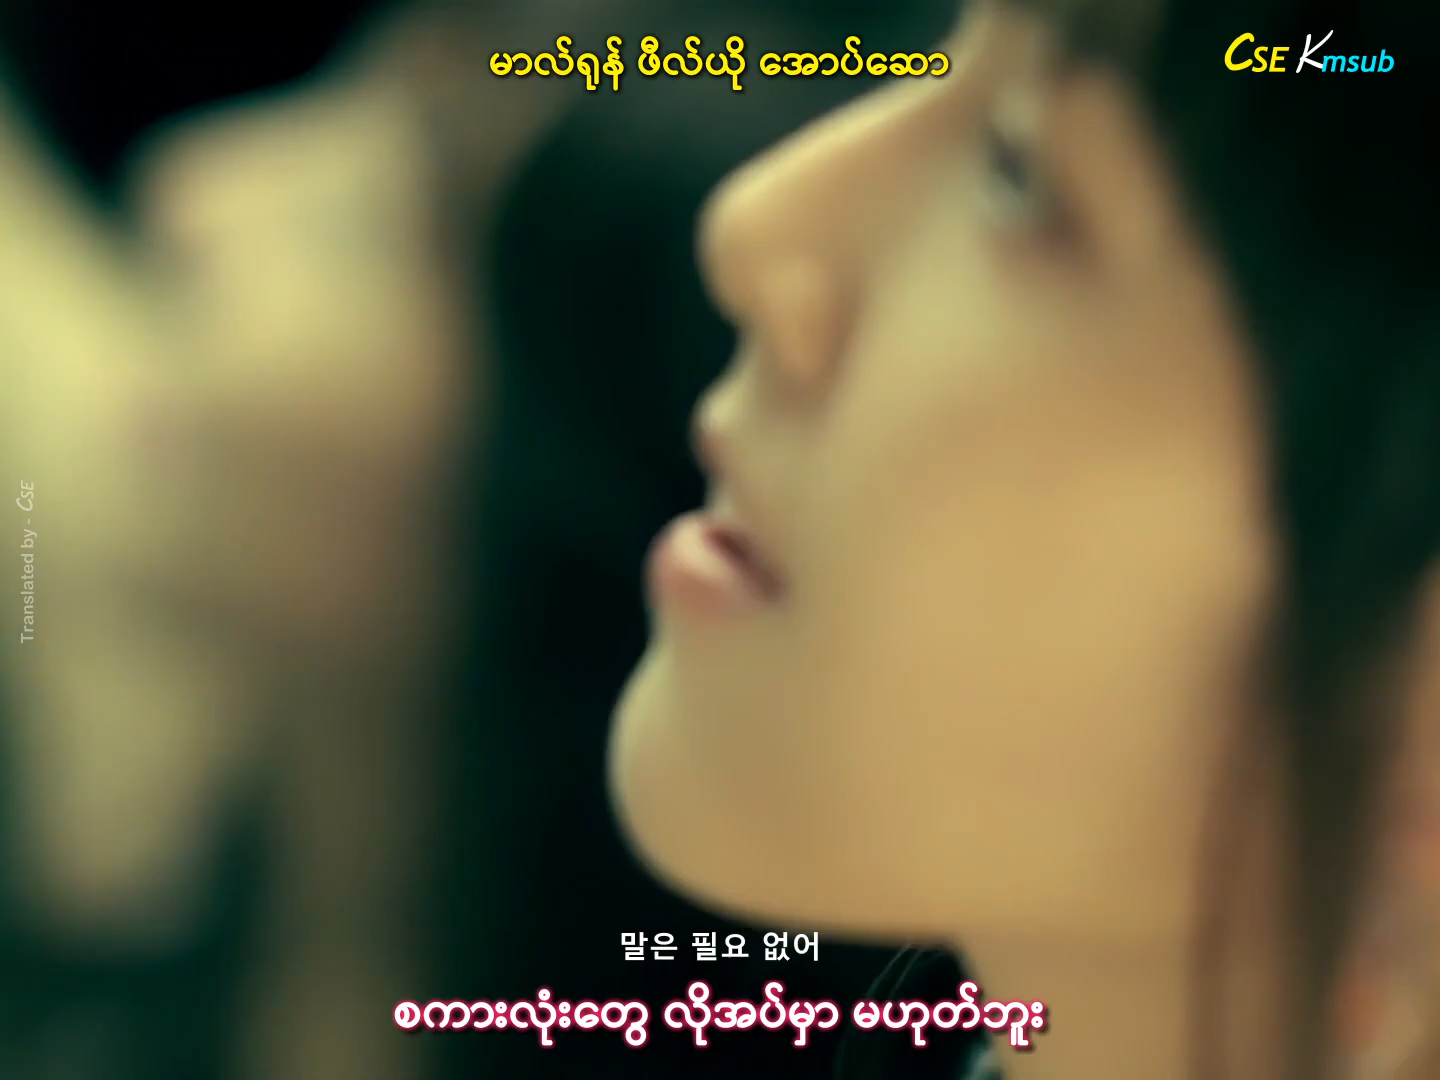 မာလ်ရုန် ဖီလ်ယို အောပ်ဆော
CSE Kmsub
Translated by - CSE
말은 필요 없어
စကားလုံးတွေ လိုအပ်မှာ မဟုတ်ဘူး